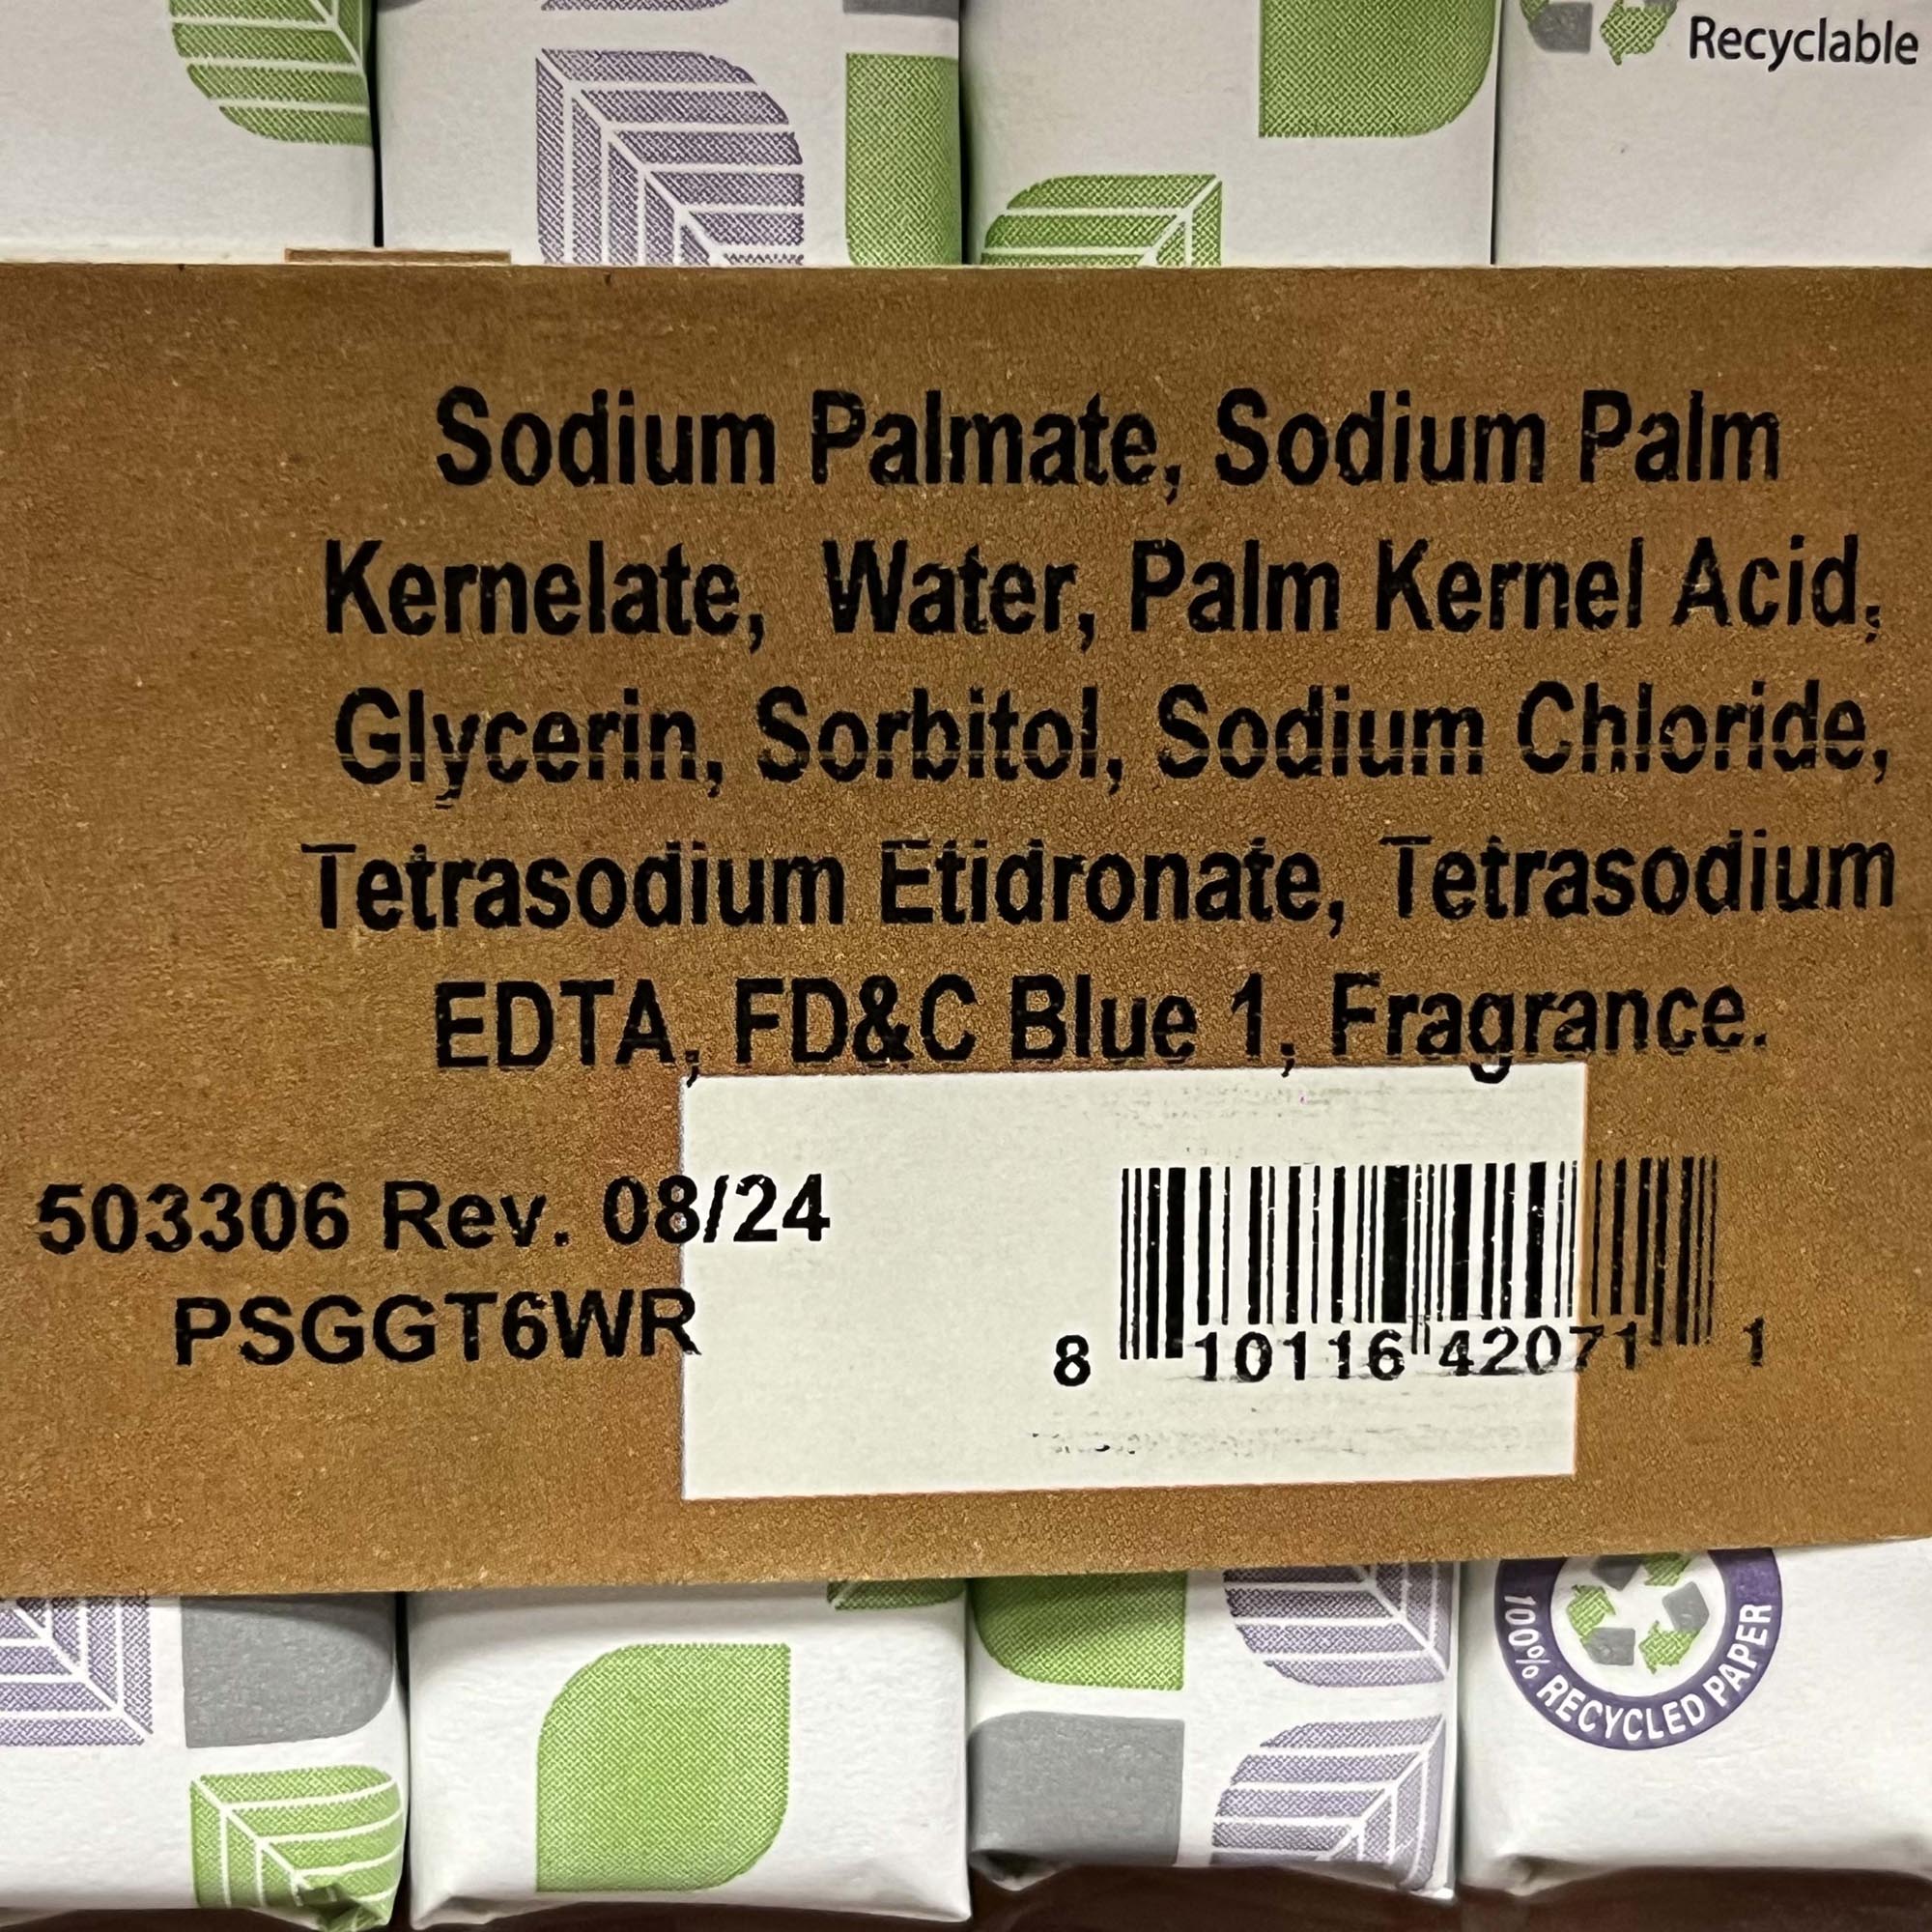 Recyclable
Sodium Palmate, Sodium Palm
Kernelate, Water, Palm Kernel Acid,
Glycerin, Sorbitol, Sodium Chloride,
Tetrasodium Etidronate, Tetrasodium
EDTA, FD&C Blue 1, Fragrance.
503306 Rev. 08/24
PSGGT6WR
8 10116 42071 1
100% RECYCLED PAPER